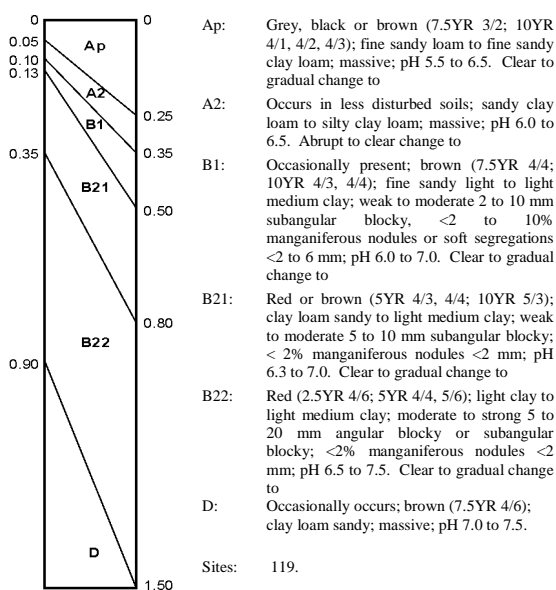 0
0.05
0.10
0.13
0.35
0.90
Ap
A2
B1
B21
B22
D
0
0.25
0.35
0.50
0.80
1.50
Ap: Grey, black or brown (7.5YR 3/2; 10YR
4/1, 4/2, 4/3); fine sandy loam to fine sandy
clay loam; massive; pH 5.5 to 6.5. Clear to
gradual change to
A2: Occurs in less disturbed soils; sandy clay
loam to silty clay loam; massive; pH 6.0 to
6.5. Abrupt to clear change to
B1: Occasionally present; brown (7.5YR 4/4;
10YR 4/3, 4/4); fine sandy light to light
medium clay; weak to moderate 2 to 10 mm
subangular blocky, <2 to 10%
manganiferous nodules or soft segregations
<2 to 6 mm; pH 6.0 to 7.0. Clear to gradual
change to
B21: Red or brown (5YR 4/3, 4/4; 10YR 5/3);
clay loam sandy to light medium clay; weak
to moderate 5 to 10 mm subangular blocky;
< 2% manganiferous nodules <2 mm; pH
6.3 to 7.0. Clear to gradual change to
B22: Red (2.5YR 4/6; 5YR 4/4, 5/6); light clay to
light medium clay; moderate to strong 5 to
20 mm angular blocky or subangular
blocky; <2% manganiferous nodules <2
mm; pH 6.5 to 7.5. Clear to gradual change
to
D: Occasionally occurs; brown (7.5YR 4/6);
clay loam sandy; massive; pH 7.0 to 7.5.
Sites: 119.